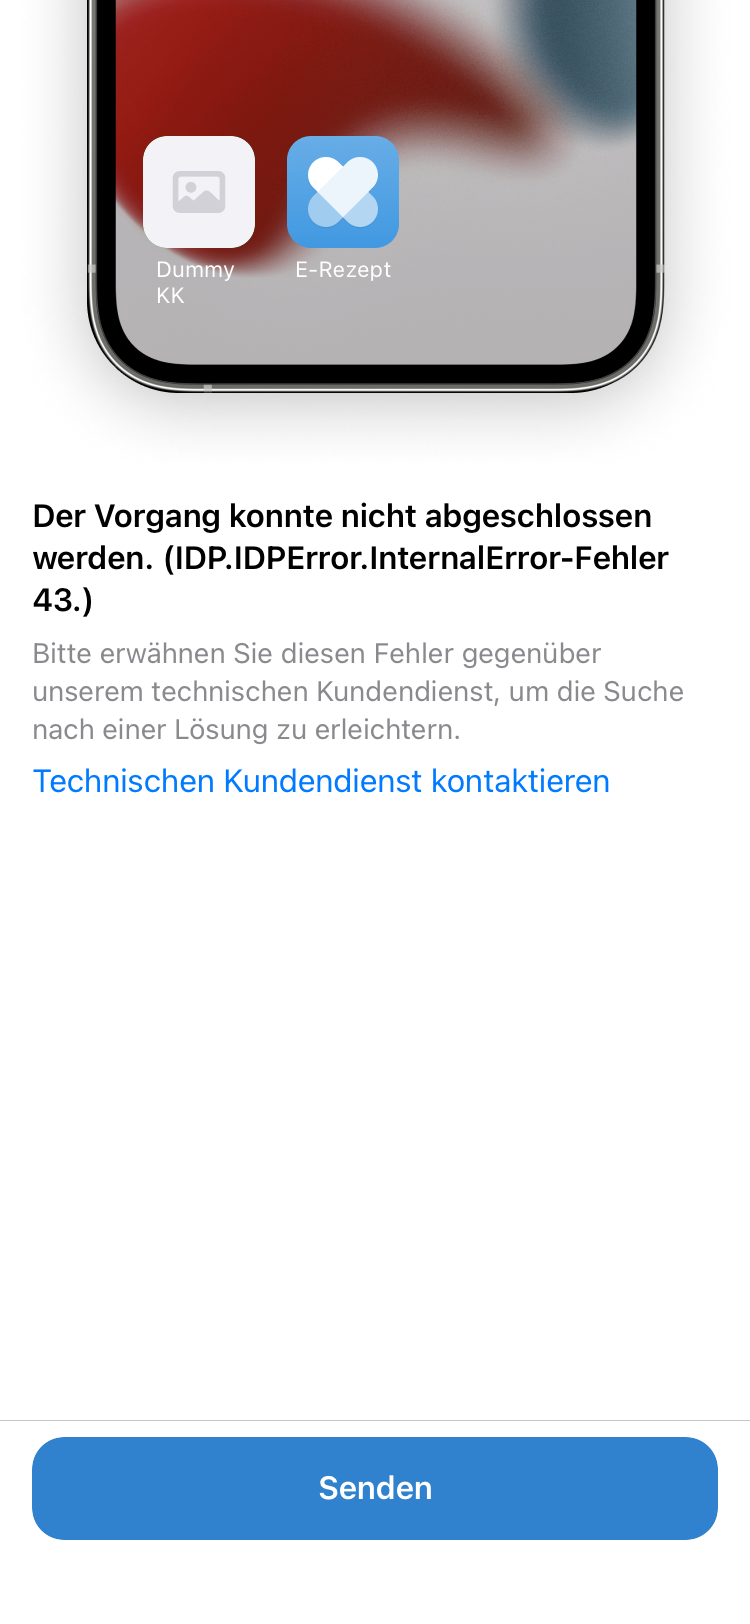 Dummy
KK
E-Rezept
Der Vorgang konnte nicht abgeschlossen
werden. (IDP.IDPError.InternalError-Fehler
43.)
Bitte erwähnen Sie diesen Fehler gegenüber
unserem technischen Kundendienst, um die Suche
nach einer Lösung zu erleichtern.
Technischen Kundendienst kontaktieren
Senden